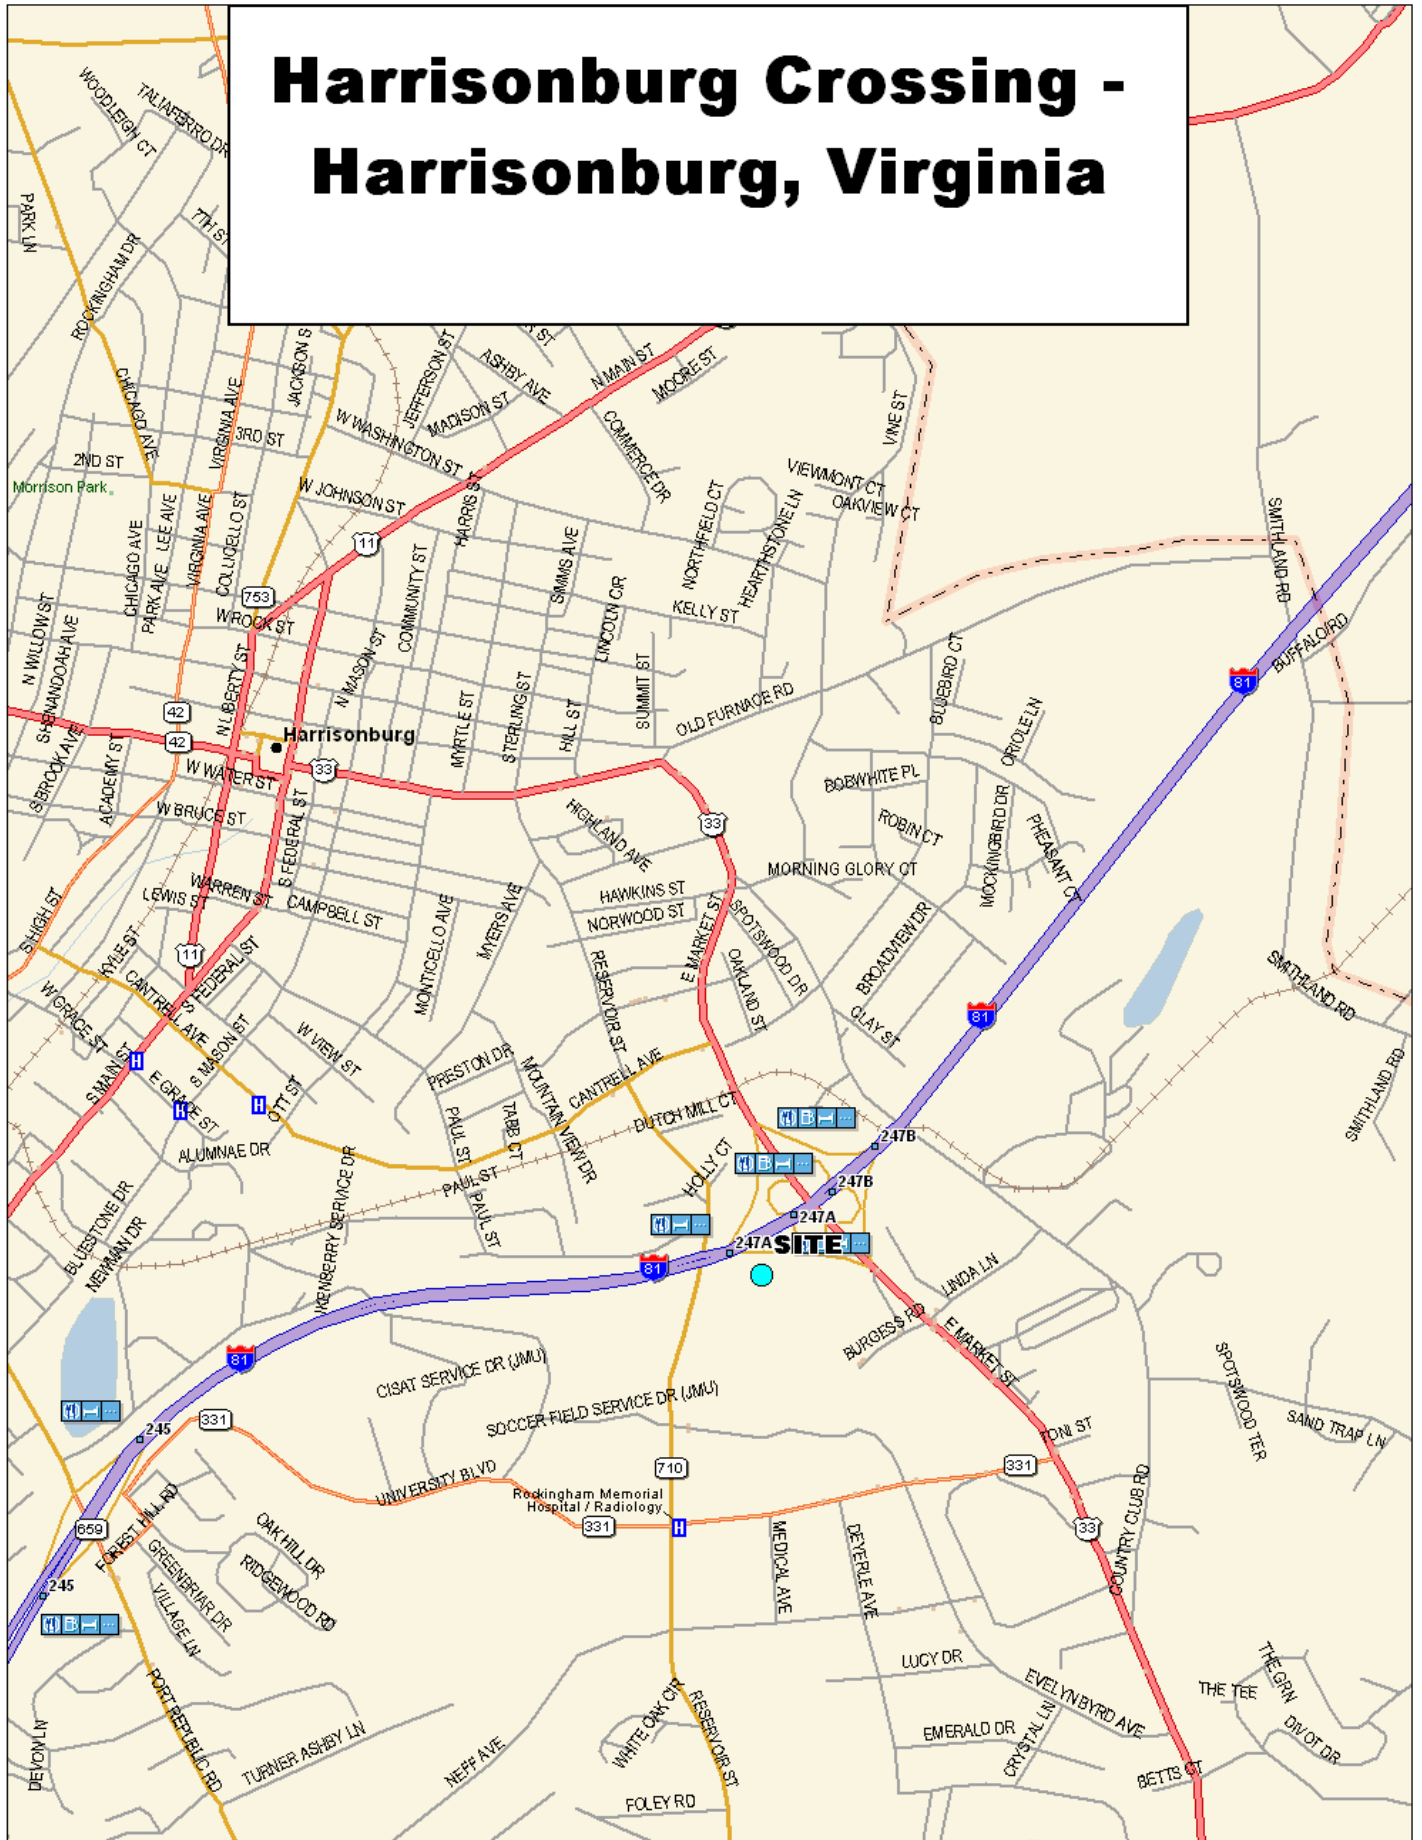 Harrisonburg Crossing -
Harrisonburg, Virginia
WOODLEIGH CT
TALIAFERRO DR
PARK LN
7TH ST
ROCKINGHAM DR
JACKSON S
JEFFERSON ST
ST
ASHBY AVE
N MAIN ST
MOORE ST
CHICAGO AVE
VIRGINIA AVE
MADISON ST
W WASHINGTON ST
COMMERCE DR
VINE ST
3RD ST
2ND ST
Morrison Park
W JOHNSON ST
HARRIS ST
VIEWMONT CT
OAKVIEW CT
NORTHFIELD CT
HEARTHSTONE LN
SMITHLAND RD
CHICAGO AVE
PARK AVE
LEE AVE
VIRGINIA AVE
COLLICELLO ST
11
COMMUNITY ST
SIMMS AVE
LINCOLN CR
KELLY ST
753
W ROCK ST
N WILLOW ST
SHENANDOAH AVE
N LIBERTY ST
N MASON ST
BUFFALO RD
81
BLUEBIRD CT
ORIOLE LN
OLD FURNACE RD
SUMMIT ST
HILL ST
STERLING ST
MYRTLE ST
42
42
Harrisonburg
33
S BROOK AVE
ACADEMY ST
W WATER ST
W BRUCE ST
S FEDERAL ST
BOBWHITE PL
ROBIN CT
MOCKINGBIRD DR
PHEASANT CT
33
HIGHLAND AVE
MORNING GLORY CT
HAWKINS ST
NORWOOD ST
LEWIS ST
WARREN ST
CAMPBELL ST
MONTICELLO AVE
MYERS AVE
S HIGH ST
E MARKET ST
SPOTSWOOD DR
OAKLAND ST
BROADVIEW DR
CLAY ST
RESERVOIR ST
11
KYLE ST
S FEDERAL ST
CANTRELL AVE
W GRACE ST
S MAIN ST
S MASON ST
W VIEW ST
SMITHLAND RD
SMITHLAND RD
81
H
E GRACE ST
H
H
OTT ST
ALUMNAE DR
PRESTON DR
MOUNTAIN VIEW DR
CANTRELL AVE
DUTCH MILL CT
PAUL ST
TABB CT
PAUL ST
PAUL ST
HOLLY CT
247B
247B
247A
247A
SITE
81
BLUESTONE DR
NEWMAN DR
IKENBERRY SERVICE DR
LINDA LN
BURGESS RD
E MARKET ST
81
CISAT SERVICE DR (JMU)
SOCCER FIELD SERVICE DR (JMU)
SPOTSWOOD TER
SAND TRAP LN
245
331
TONI ST
331
710
UNIVERSITY BLVD
Rockingham Memorial
Hospital / Radiology
331
H
MEDICAL AVE
DEYERLE AVE
33
COUNTRY CLUB RD
659
FOREST HILL RD
OAK HILL DR
RIDGEWOOD RD
GREENBRIAR DR
VILLAGE LN
245
LUCY DR
EVELYN BYRD AVE
THE GRN
THE TEE
DIVOT DR
EMERALD DR
CRYSTAL LN
BETTS CT
PORT REPUBLIC RD
DEVON LN
TURNER ASHBY LN
NEFF AVE
WHITE OAK CIR
RESERVOIR ST
FOLEY RD